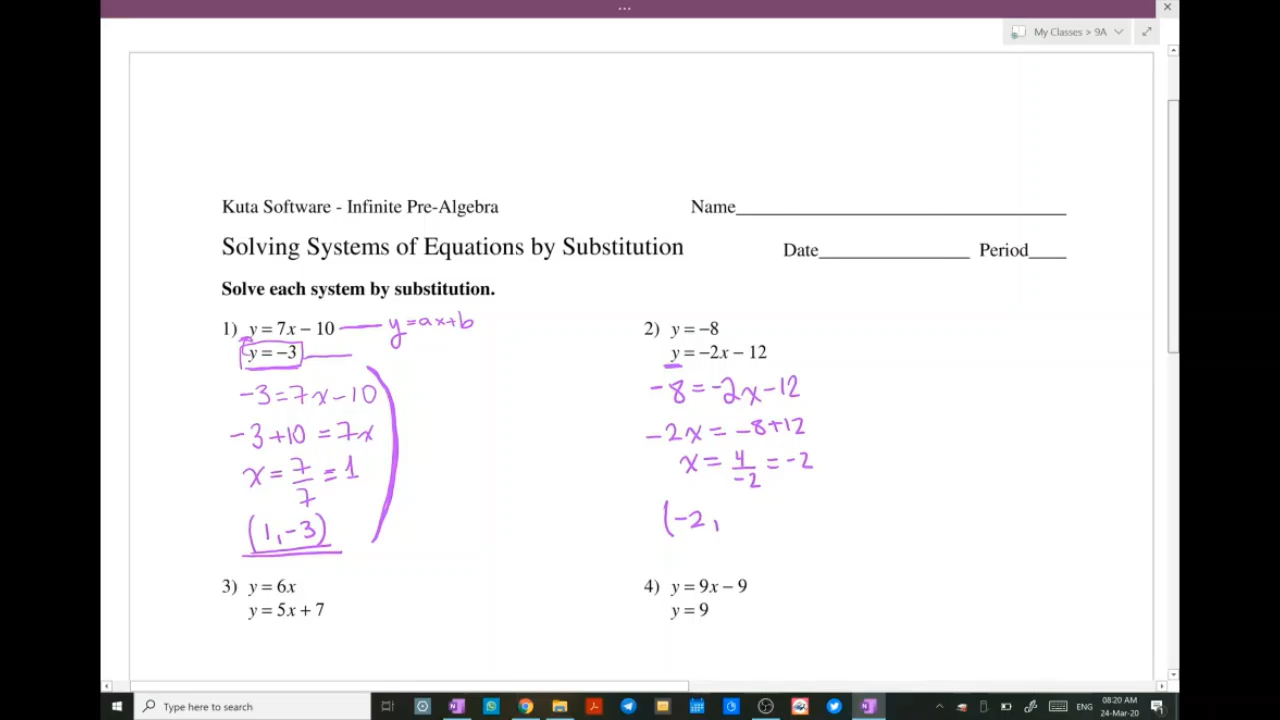 My Classes > 9A
Kuta Software - Infinite Pre-Algebra Name
Solving Systems of Equations by Substitution Date Period
Solve each system by substitution.
1) y = 7x − 10 y=ax+b
y = −3
-3=7x-10
-3+10=7x
x=7/7=1
(1,-3)
2) y = −8
y = −2x − 12
-8=-2x-12
-2x=-8+12
x=4/-2=-2
(-2,
3) y = 6x
y = 5x + 7
4) y = 9x − 9
y = 9
Type here to search
ENG
08:20 AM
24-Mar-20